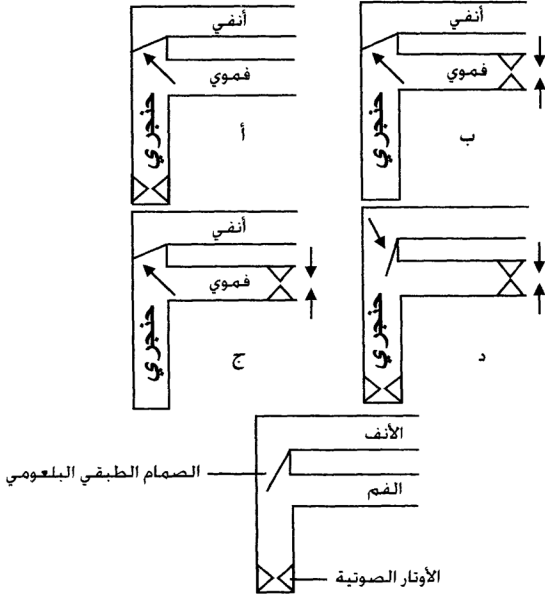 أنفي
فموي
حنجري
أ
أنفي
فموي
حنجري
ب
أنفي
فموي
حنجري
ج
حنجري
د
الأنف
الصمام الطبقي البلعومي
الفم
الأوتار الصوتية